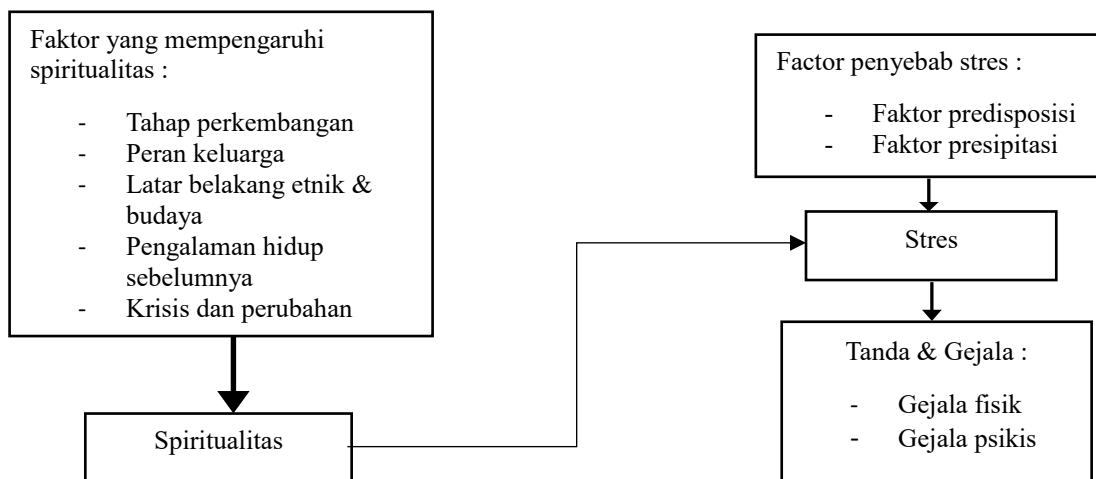 Faktor yang mempengaruhi
spiritualitas :
- Tahap perkembangan
- Peran keluarga
- Latar belakang etnik &
budaya
- Pengalaman hidup
sebelumnya
- Krisis dan perubahan
Spiritualitas
Factor penyebab stres :
- Faktor predisposisi
- Faktor presipitasi
Stres
Tanda & Gejala :
- Gejala fisik
- Gejala psikis